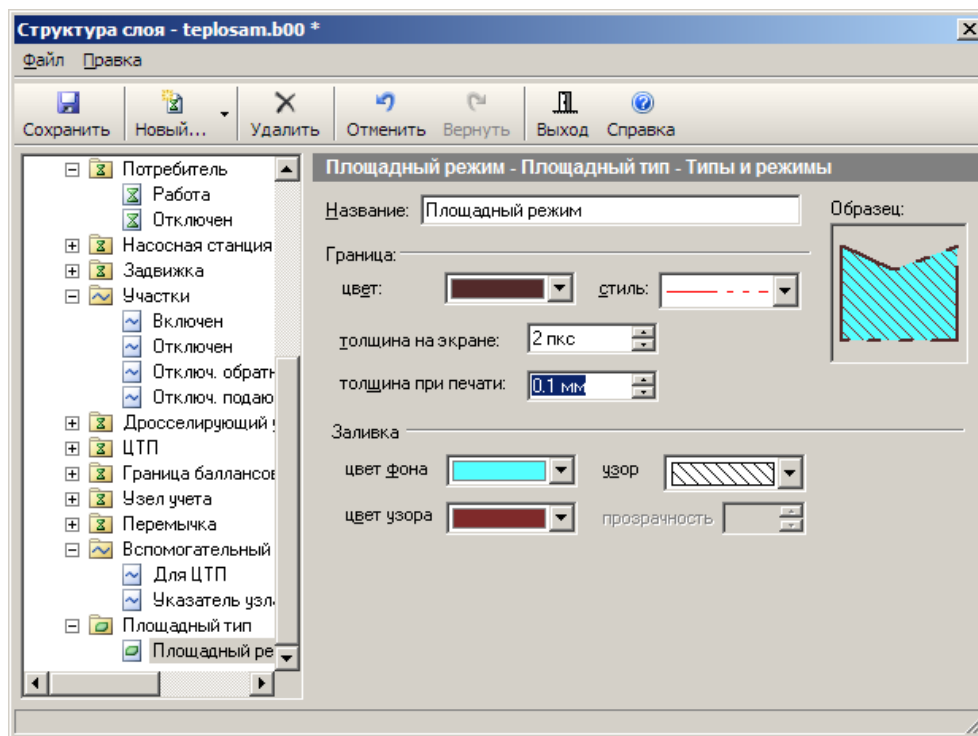 Структура слоя - teplosam.b00 *
Файл Правка
Сохранить Новый... Удалить Отменить Вернуть Выход Справка
Потребитель
Работа
Отключен
Насосная станция
Задвижка
Участки
Включен
Отключен
Отключ. обратн
Отключ. подаю
Дросселирующий у
ЦТП
Граница баллансов
Узел учета
Перемычка
Вспомогательный
Для ЦТП
Указатель узла
Площадный тип
Площадный ре
Площадный режим - Площадный тип - Типы и режимы
Название: Площадный режим
Образец:
Граница:
цвет: стиль:
толщина на экране: 2 пкс
толщина при печати: 0.1 мм
Заливка
цвет фона узор
цвет узора прозрачность